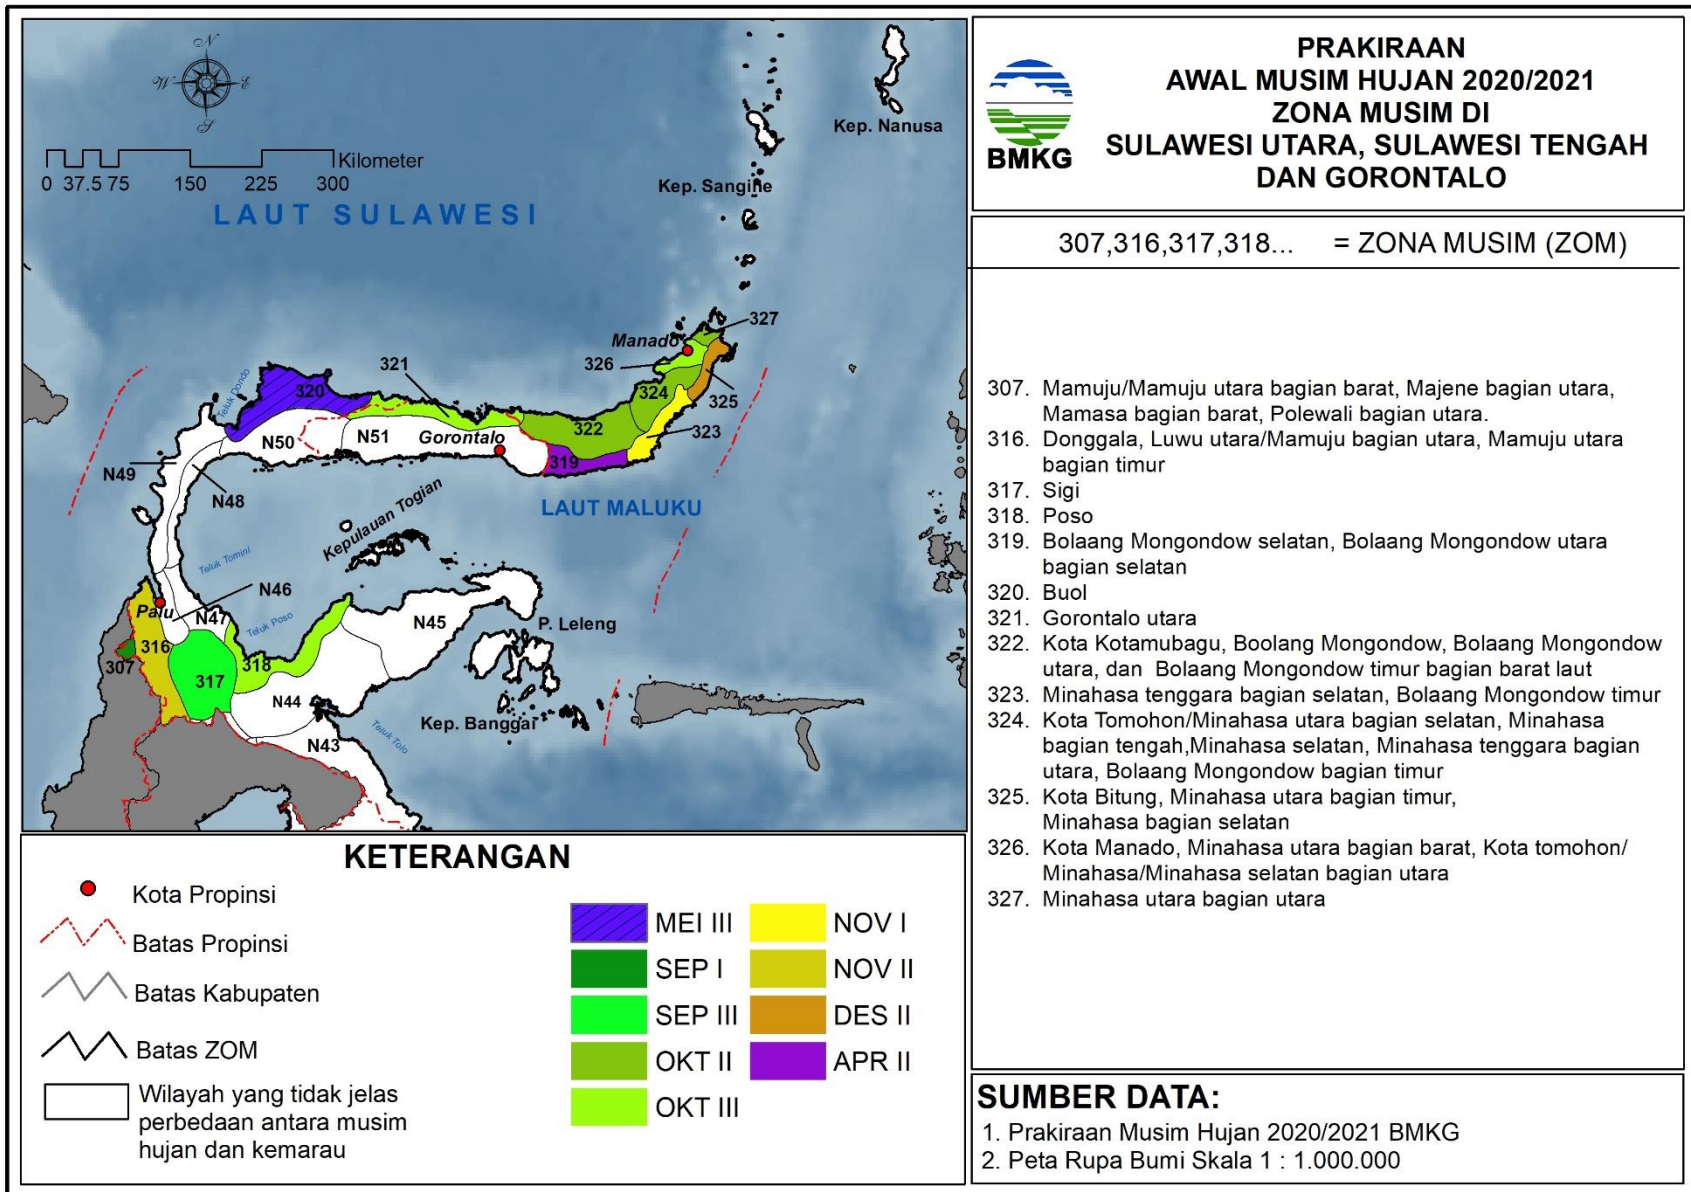 N
W
E
S
0 37.5 75 150 225 300
Kilometer
LAUT SULAWESI
Kep. Nanusa
Kep. Sangihe
Manado
327
326
324
325
321
320
Teluk Dondo
322
323
N50
N51
Gorontalo
319
N49
N48
LAUT MALUKU
Kepulauan Togian
Teluk Tomini
N46
Palu
N47
Teluk Poso
N45
P. Leleng
316
307
318
317
N44
Kep. Banggai
N43
Teluk Tolo
BMKG
PRAKIRAAN
AWAL MUSIM HUJAN 2020/2021
ZONA MUSIM DI
SULAWESI UTARA, SULAWESI TENGAH
DAN GORONTALO
307,316,317,318... = ZONA MUSIM (ZOM)
307. Mamuju/Mamuju utara bagian barat, Majene bagian utara,
Mamasa bagian barat, Polewali bagian utara.
316. Donggala, Luwu utara/Mamuju bagian utara, Mamuju utara
bagian timur
317. Sigi
318. Poso
319. Bolaang Mongondow selatan, Bolaang Mongondow utara
bagian selatan
320. Buol
321. Gorontalo utara
322. Kota Kotamubagu, Boolang Mongondow, Bolaang Mongondow
utara, dan Bolaang Mongondow timur bagian barat laut
323. Minahasa tenggara bagian selatan, Bolaang Mongondow timur
324. Kota Tomohon/Minahasa utara bagian selatan, Minahasa
bagian tengah,Minahasa selatan, Minahasa tenggara bagian
utara, Bolaang Mongondow bagian timur
325. Kota Bitung, Minahasa utara bagian timur,
Minahasa bagian selatan
326. Kota Manado, Minahasa utara bagian barat, Kota tomohon/
Minahasa/Minahasa selatan bagian utara
327. Minahasa utara bagian utara
KETERANGAN
Kota Propinsi
Batas Propinsi
Batas Kabupaten
Batas ZOM
Wilayah yang tidak jelas
perbedaan antara musim
hujan dan kemarau
MEI III
SEP I
SEP III
OKT II
OKT III
NOV I
NOV II
DES II
APR II
SUMBER DATA:
1. Prakiraan Musim Hujan 2020/2021 BMKG
2. Peta Rupa Bumi Skala 1 : 1.000.000